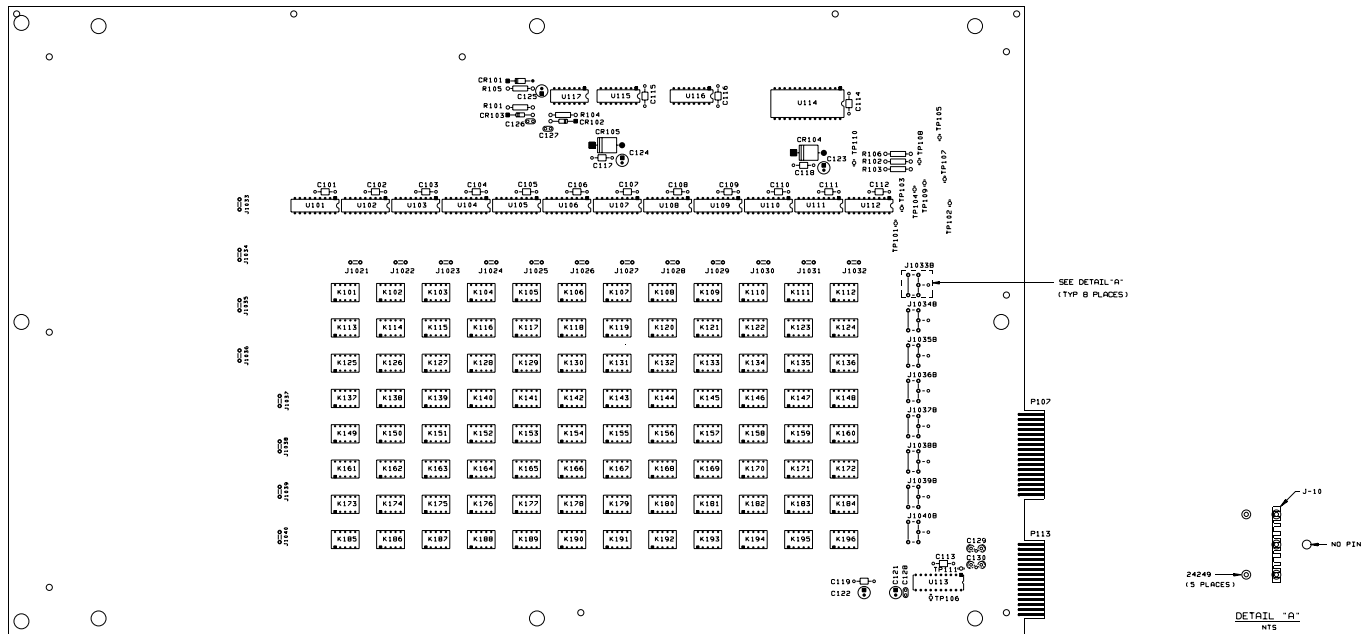 CR101
R105
C125
U117
U115
C115
U116
C116
U114
C114
R101
CR103
C126
R104
CR102
C127
CR105
C124
C117
CR104
C123
C118
TP110
R106
R102
R103
TP108
TP105
TP107
TP103
TP104
TP109
TP102
TP101
C101 C102 C103 C104 C105 C106 C107 C108 C109 C110 C111 C112
U101 U102 U103 U104 U105 U106 U107 U108 U109 U110 U111 U112
J1033
J1034
J1035
J1036
J1037
J1038
J1039
J1040
J1021 J1022 J1023 J1024 J1025 J1026 J1027 J1028 J1029 J1030 J1031 J1032
K101 K102 K103 K104 K105 K106 K107 K108 K109 K110 K111 K112
K113 K114 K115 K116 K117 K118 K119 K120 K121 K122 K123 K124
K125 K126 K127 K128 K129 K130 K131 K132 K133 K134 K135 K136
K137 K138 K139 K140 K141 K142 K143 K144 K145 K146 K147 K148
K149 K150 K151 K152 K153 K154 K155 K156 K157 K158 K159 K160
K161 K162 K163 K164 K165 K166 K167 K168 K169 K170 K171 K172
K173 K174 K175 K176 K177 K178 K179 K180 K181 K182 K183 K184
K185 K186 K187 K188 K189 K190 K191 K192 K193 K194 K195 K196
J1033B
J1034B
J1035B
J1036B
J1037B
J1038B
J1039B
J1040B
SEE DETAIL"A"
(TYP 8 PLACES)
P107
P113
C129
C130
C113
TP111
U113
TP106
C128
C121
C119
C122
J-10
NO PIN
24249
(5 PLACES)
DETAIL "A"
NTS